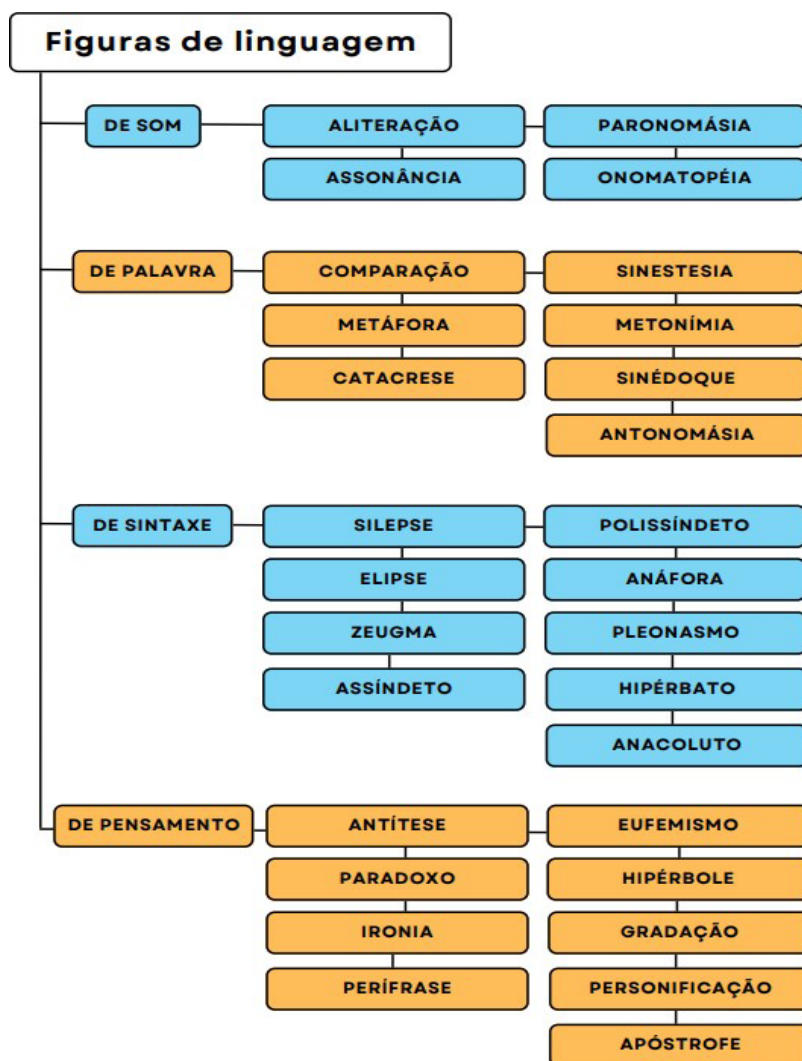 Figuras de linguagem
DE SOM
ALITERAÇÃO
PARONOMÁSIA
ASSONÂNCIA
ONOMATOPÉIA
DE PALAVRA
COMPARAÇÃO
SINESTESIA
METÁFORA
METONÍMIA
CATACRESE
SINÉDOQUE
ANTONOMÁSIA
DE SINTAXE
SILEPSE
POLISSÍNDETO
ELIPSE
ANÁFORA
ZEUGMA
PLEONASMO
ASSÍNDETO
HIPÉRBATO
ANACOLUTO
DE PENSAMENTO
ANTÍTESE
EUFEMISMO
PARADOXO
HIPÉRBOLE
IRONIA
GRADAÇÃO
PERÍFRASE
PERSONIFICAÇÃO
APÓSTROFE